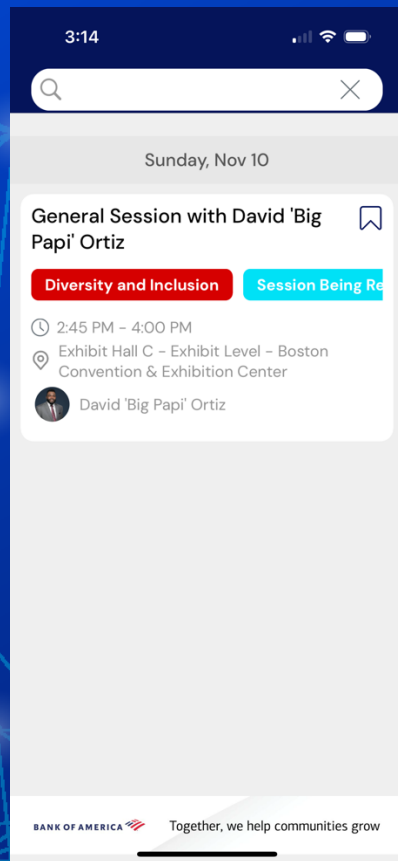 3:14
Sunday, Nov 10
General Session with David 'Big
Papi' Ortiz
Diversity and Inclusion
Session Being Re
2:45 PM – 4:00 PM
Exhibit Hall C – Exhibit Level – Boston
Convention & Exhibition Center
David 'Big Papi' Ortiz
BANK OF AMERICA
Together, we help communities grow